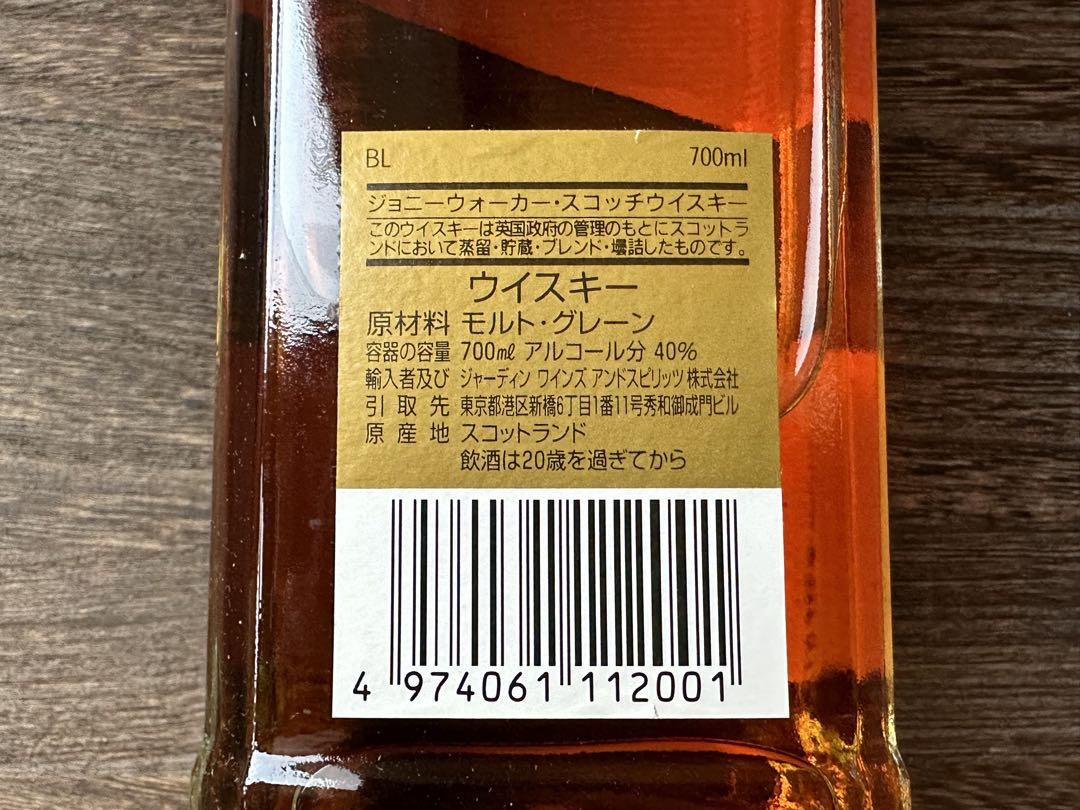 BL 700ml
ジョニーウォーカー・スコッチウイスキー
このウイスキーは英国政府の管理のもとにスコットラ
ンドにおいて蒸留・貯蔵・ブレンド・壜詰したものです。
ウイスキー
原材料 モルト・グレーン
容器の容量 700㎖ アルコール分 40%
輸入者及び ジャーディン ワインズ アンドスピリッツ 株式会社
引取先 東京都港区新橋6丁目1番11号秀和御成門ビル
原産地 スコットランド
飲酒は20歳を過ぎてから
4 974061 112001